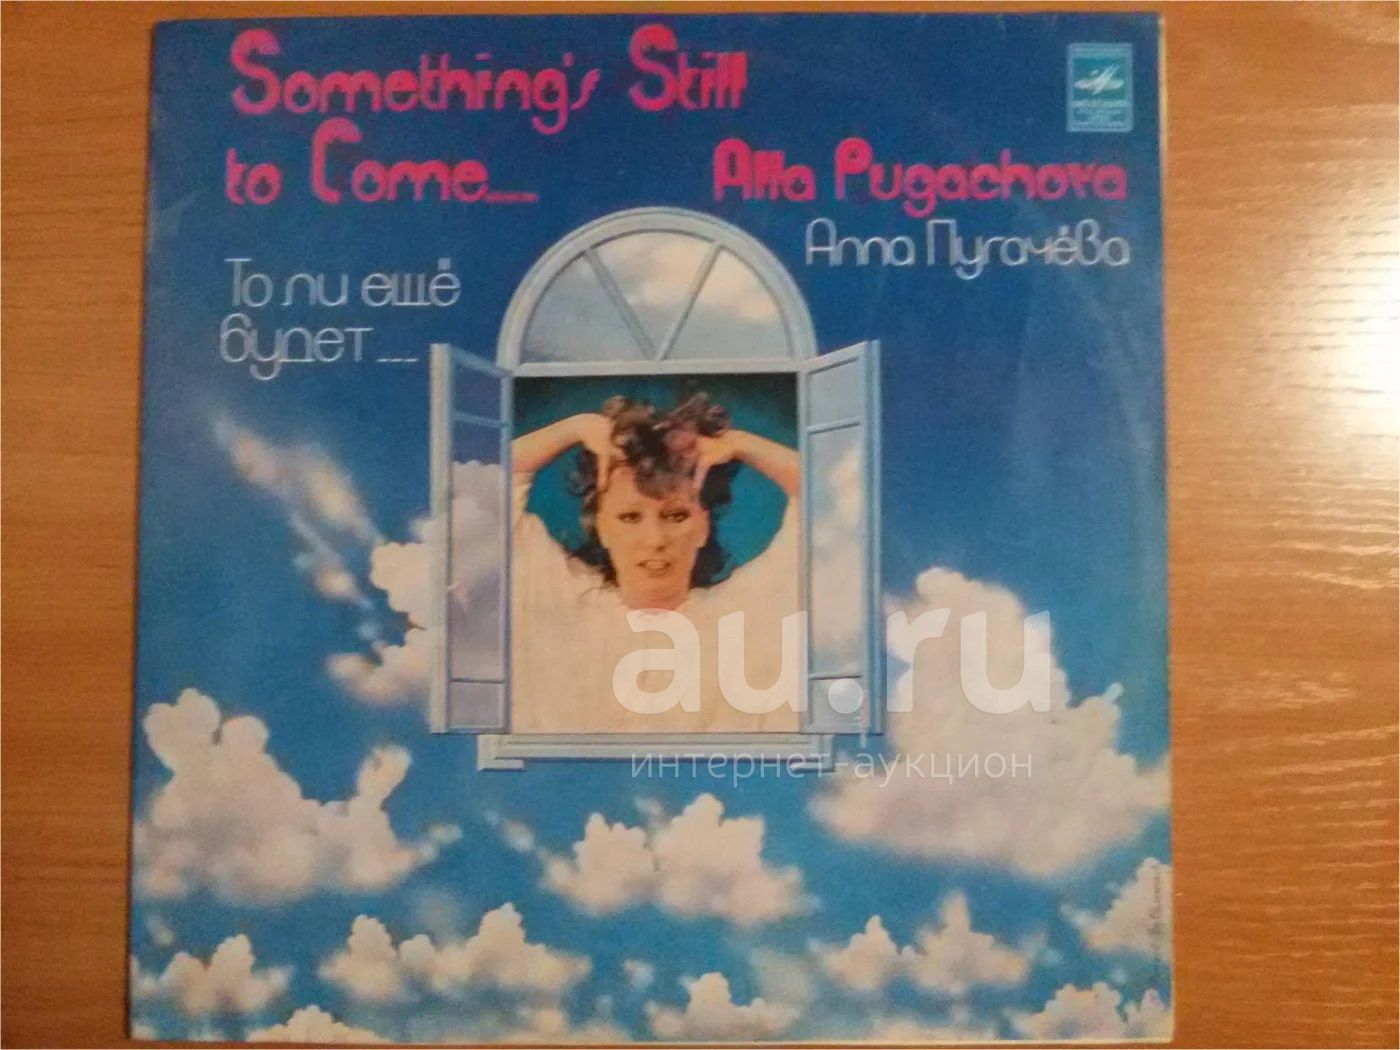 Something's Still
to Come......
Alla Pugachova
Алла Пугачёва
То ли ещё
будет...
au.ru
интернет-аукцион